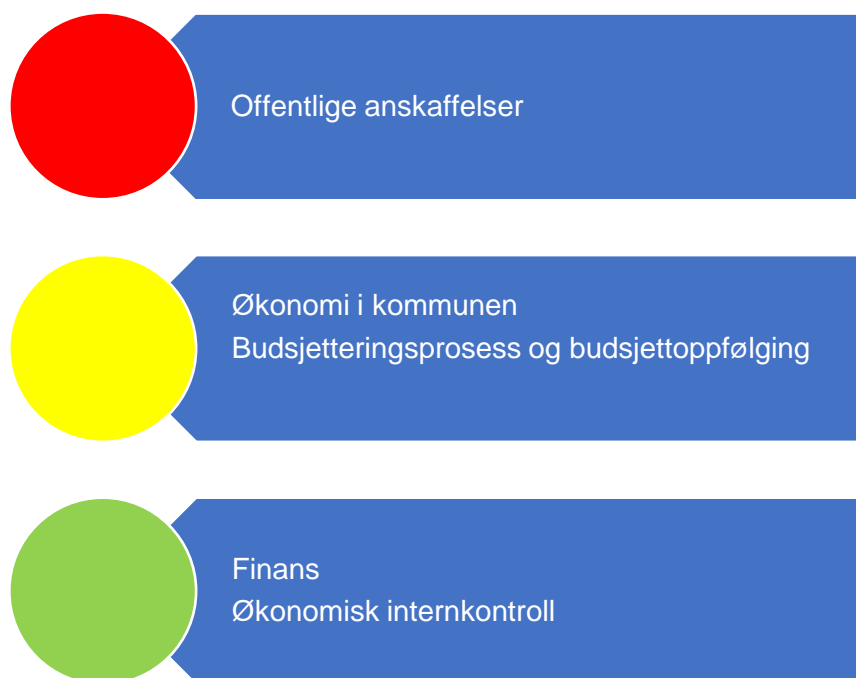 Offentlige anskaffelser
Økonomi i kommunen
Budsjetteringsprosess og budsjettoppfølging
Finans
Økonomisk internkontroll